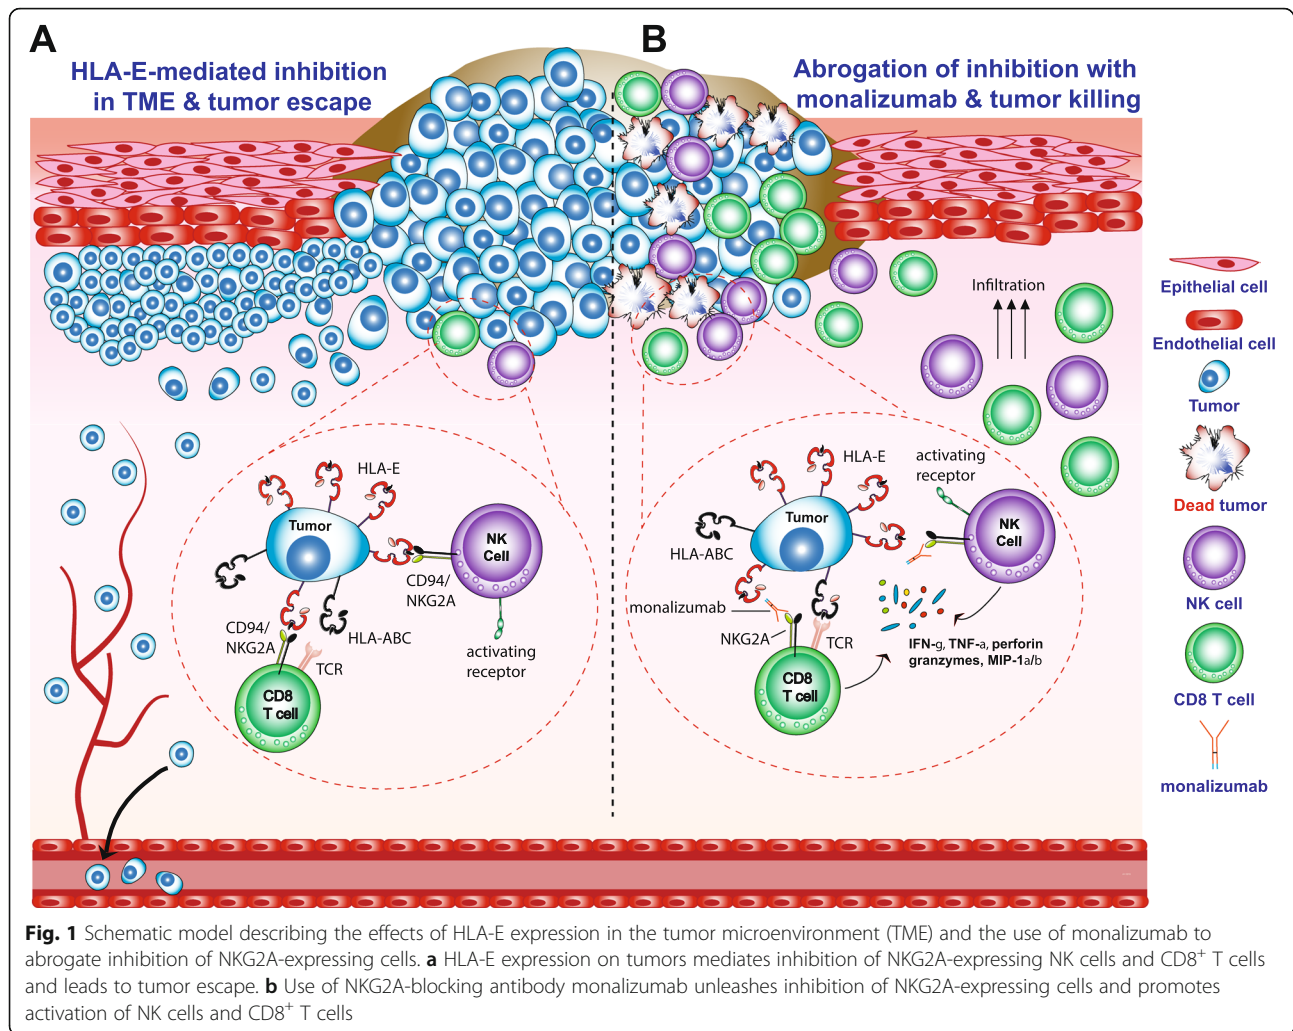 A
HLA-E-mediated inhibition
in TME & tumor escape
B
Abrogation of inhibition with
monalizumab & tumor killing
Infiltration
HLA-E
Tumor
NK
Cell
CD94/
NKG2A
CD94/
NKG2A
HLA-ABC
TCR
activating
receptor
CD8
T cell
HLA-E
activating
receptor
Tumor
NK
Cell
HLA-ABC
monalizumab
NKG2A
TCR
IFN-g, TNF-a, perforin
granzymes, MIP-1a/b
CD8
T cell
Epithelial cell
Endothelial cell
Tumor
Dead tumor
NK cell
CD8 T cell
monalizumab
Fig. 1 Schematic model describing the effects of HLA-E expression in the tumor microenvironment (TME) and the use of monalizumab to
abrogate inhibition of NKG2A-expressing cells. a HLA-E expression on tumors mediates inhibition of NKG2A-expressing NK cells and CD8+ T cells
and leads to tumor escape. b Use of NKG2A-blocking antibody monalizumab unleashes inhibition of NKG2A-expressing cells and promotes
activation of NK cells and CD8+ T cells